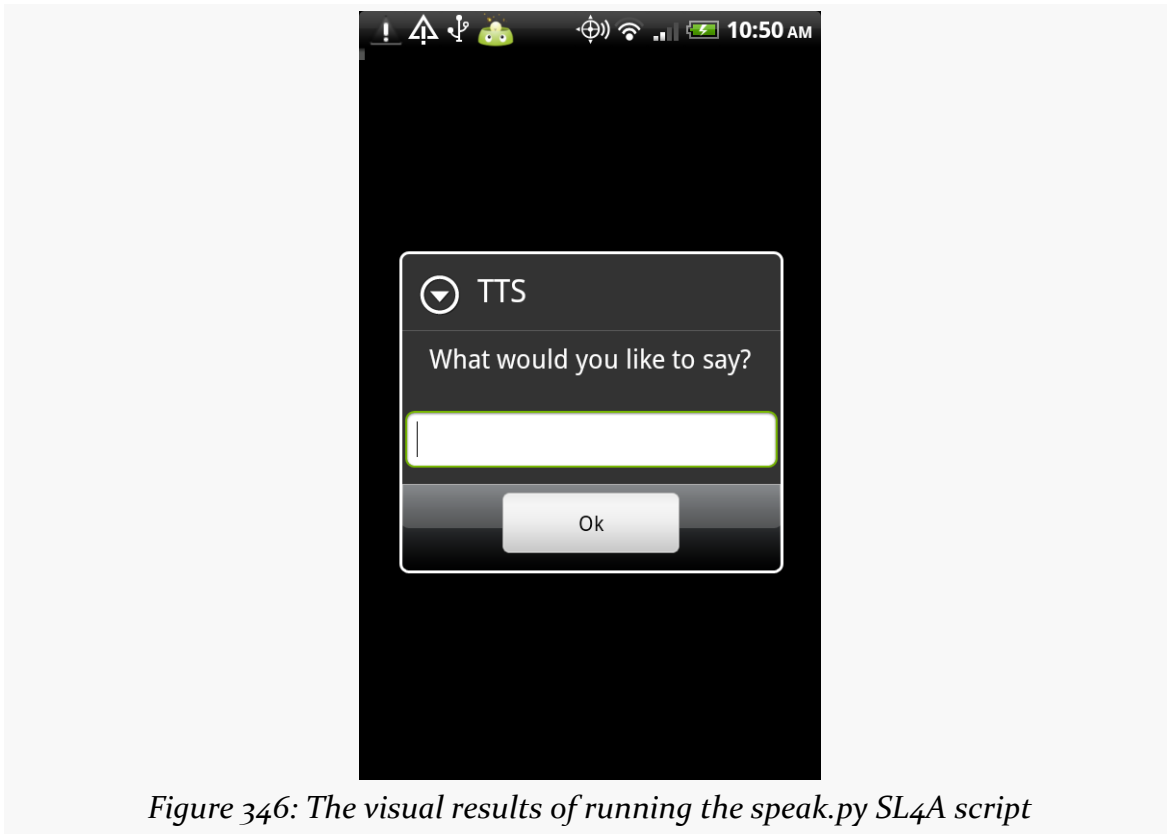 10:50 AM
TTS
What would you like to say?
Ok
Figure 346: The visual results of running the speak.py SL4A script